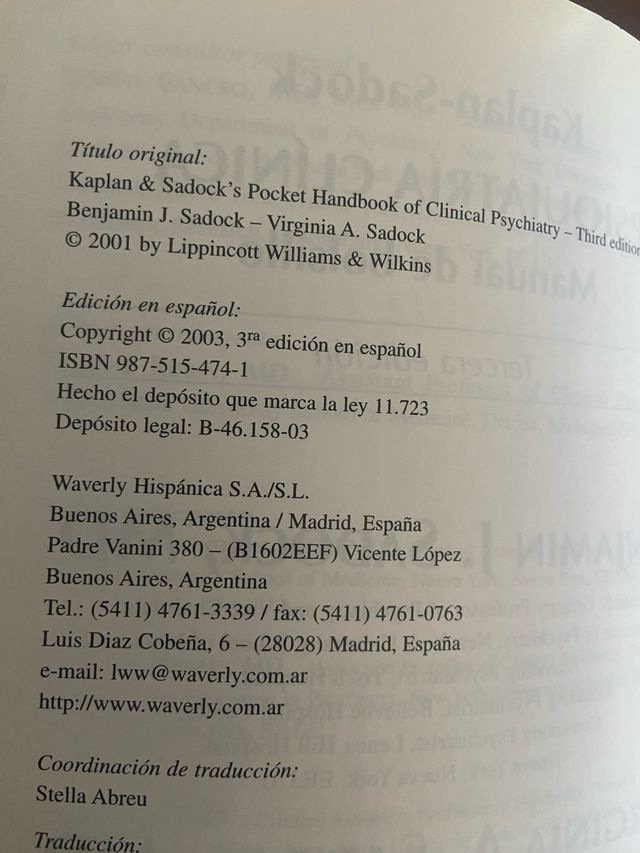 Título original:
Kaplan & Sadock's Pocket Handbook of Clinical Psychiatry – Third edition
Benjamin J. Sadock – Virginia A. Sadock
© 2001 by Lippincott Williams & Wilkins
Edición en español:
Copyright © 2003, 3ra edición en español
ISBN 987-515-474-1
Hecho el depósito que marca la ley 11.723
Depósito legal: B-46.158-03
Waverly Hispánica S.A./S.L.
Buenos Aires, Argentina / Madrid, España
Padre Vanini 380 – (B1602EEF) Vicente López
Buenos Aires, Argentina
Tel.: (5411) 4761-3339 / fax: (5411) 4761-0763
Luis Diaz Cobeña, 6 – (28028) Madrid, España
e-mail: lww@waverly.com.ar
http://www.waverly.com.ar
Coordinación de traducción:
Stella Abreu
Traducción: